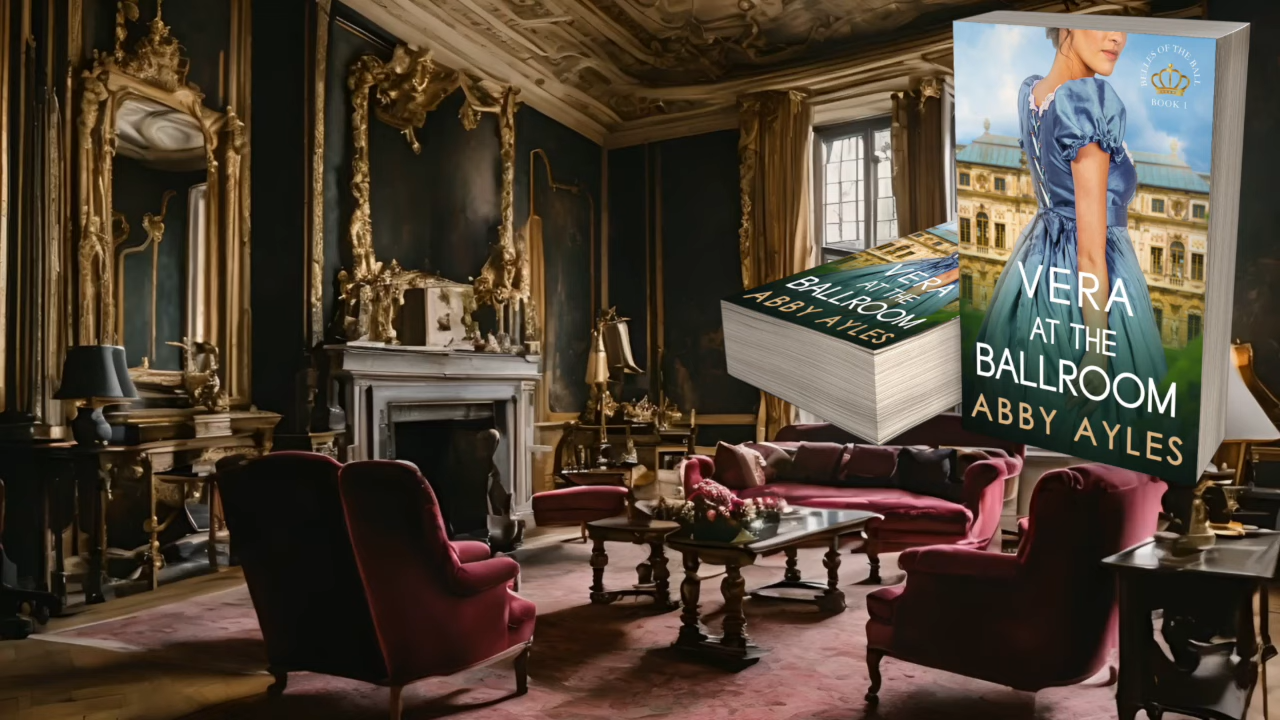 BELLES OF THE BALL
BOOK 1
VERA
AT THE
BALLROOM
ABBY AYLES
VERA
AT THE
BALLROOM
ABBY AYLES